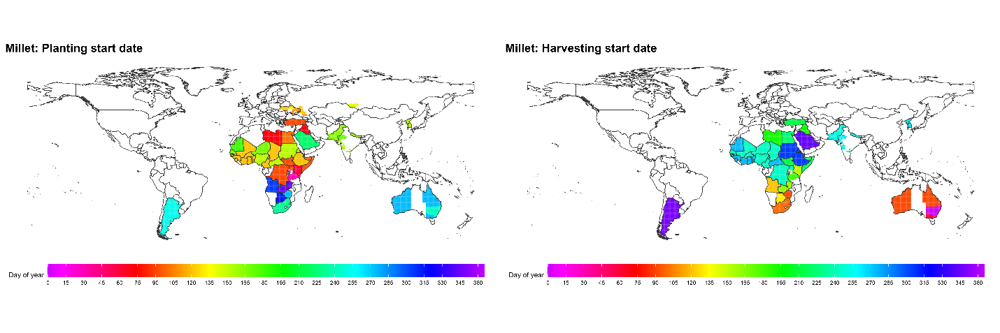 Millet: Planting start date
Millet: Harvesting start date
Day of year 0 15 30 45 60 75 90 105 120 135 150 165 180 195 210 225 240 255 270 285 300 315 330 345 360
Day of year 0 15 30 45 60 75 90 105 120 135 150 165 180 195 210 225 240 255 270 285 300 315 330 345 360